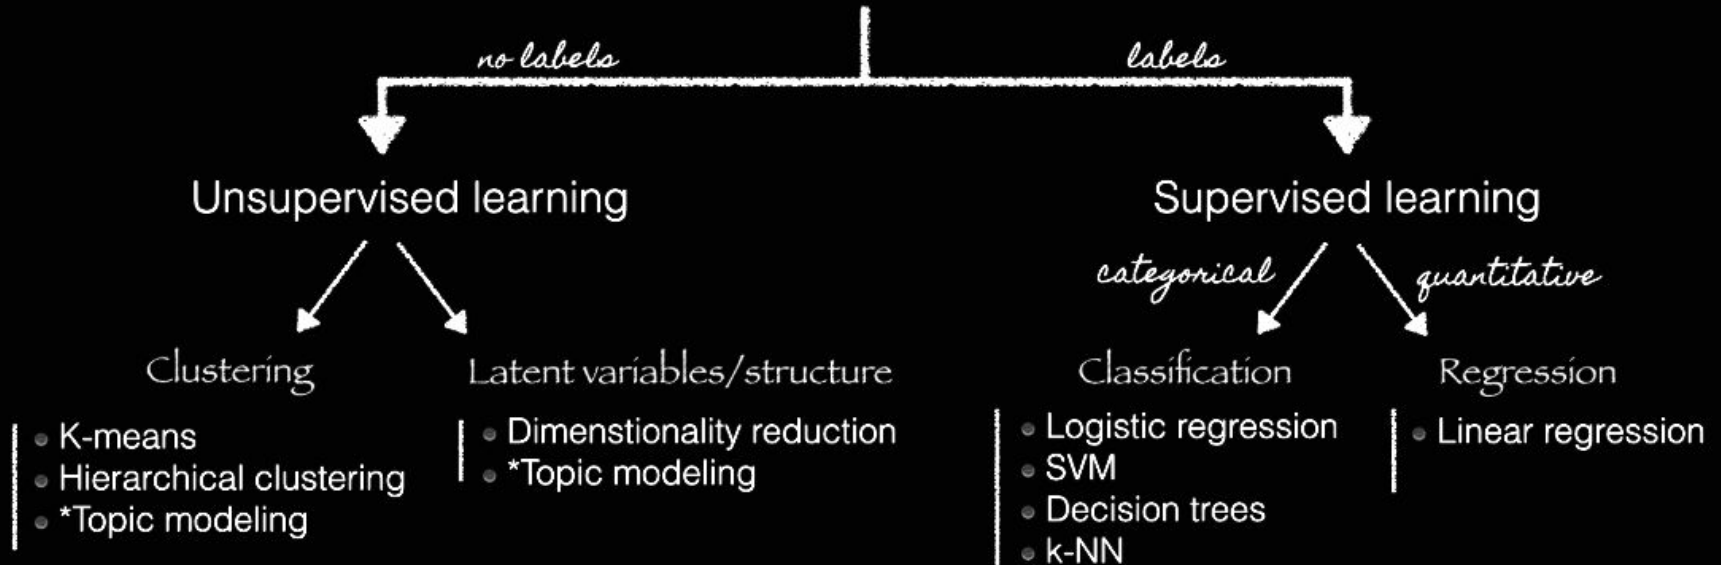 no labels
labels
Unsupervised learning
Supervised learning
categorical
quantitative
Clustering
Latent variables/structure
Classification
Regression
K-means
Hierarchical clustering
*Topic modeling
Dimenstionality reduction
*Topic modeling
Logistic regression
SVM
Decision trees
k-NN
Linear regression